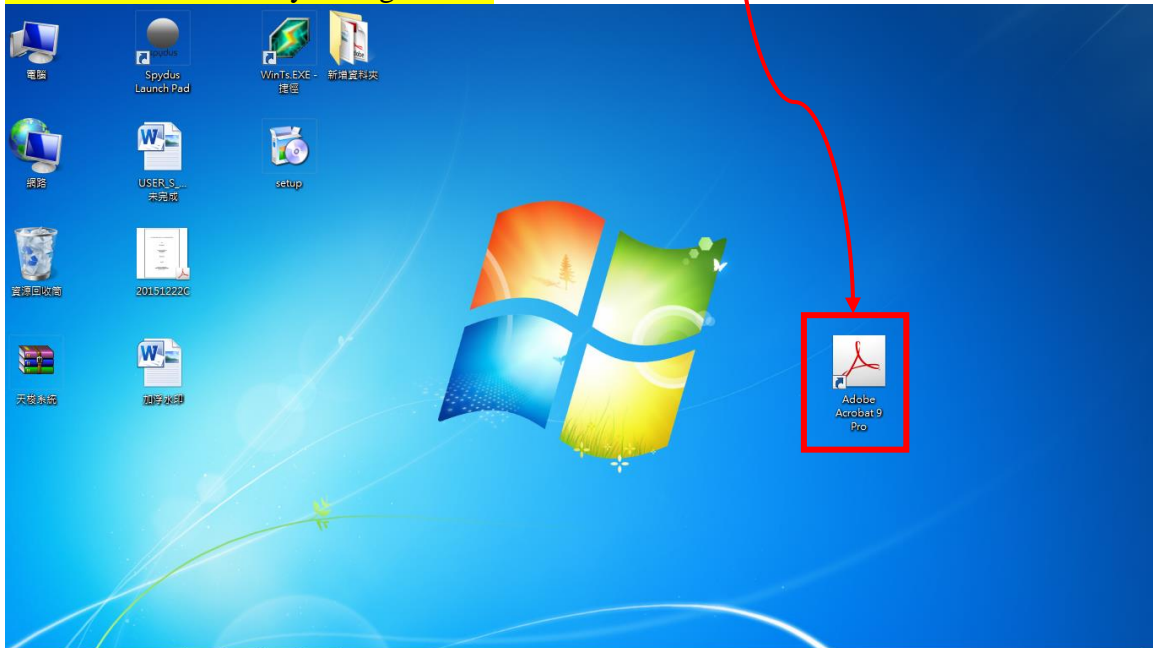 電腦
Spydus
Launch Pad
WinTs.EXE -
捷徑
新增資料夾
網路
USER_S_...
未完成
setup
資源回收筒
20151222C
天梭系統
加浮水印
Adobe
Acrobat 9
Pro